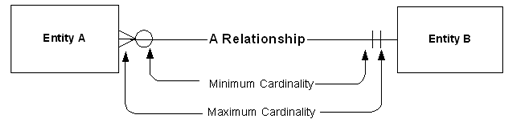 Entity A
A Relationship
Entity B
Minimum Cardinality
Maximum Cardinality